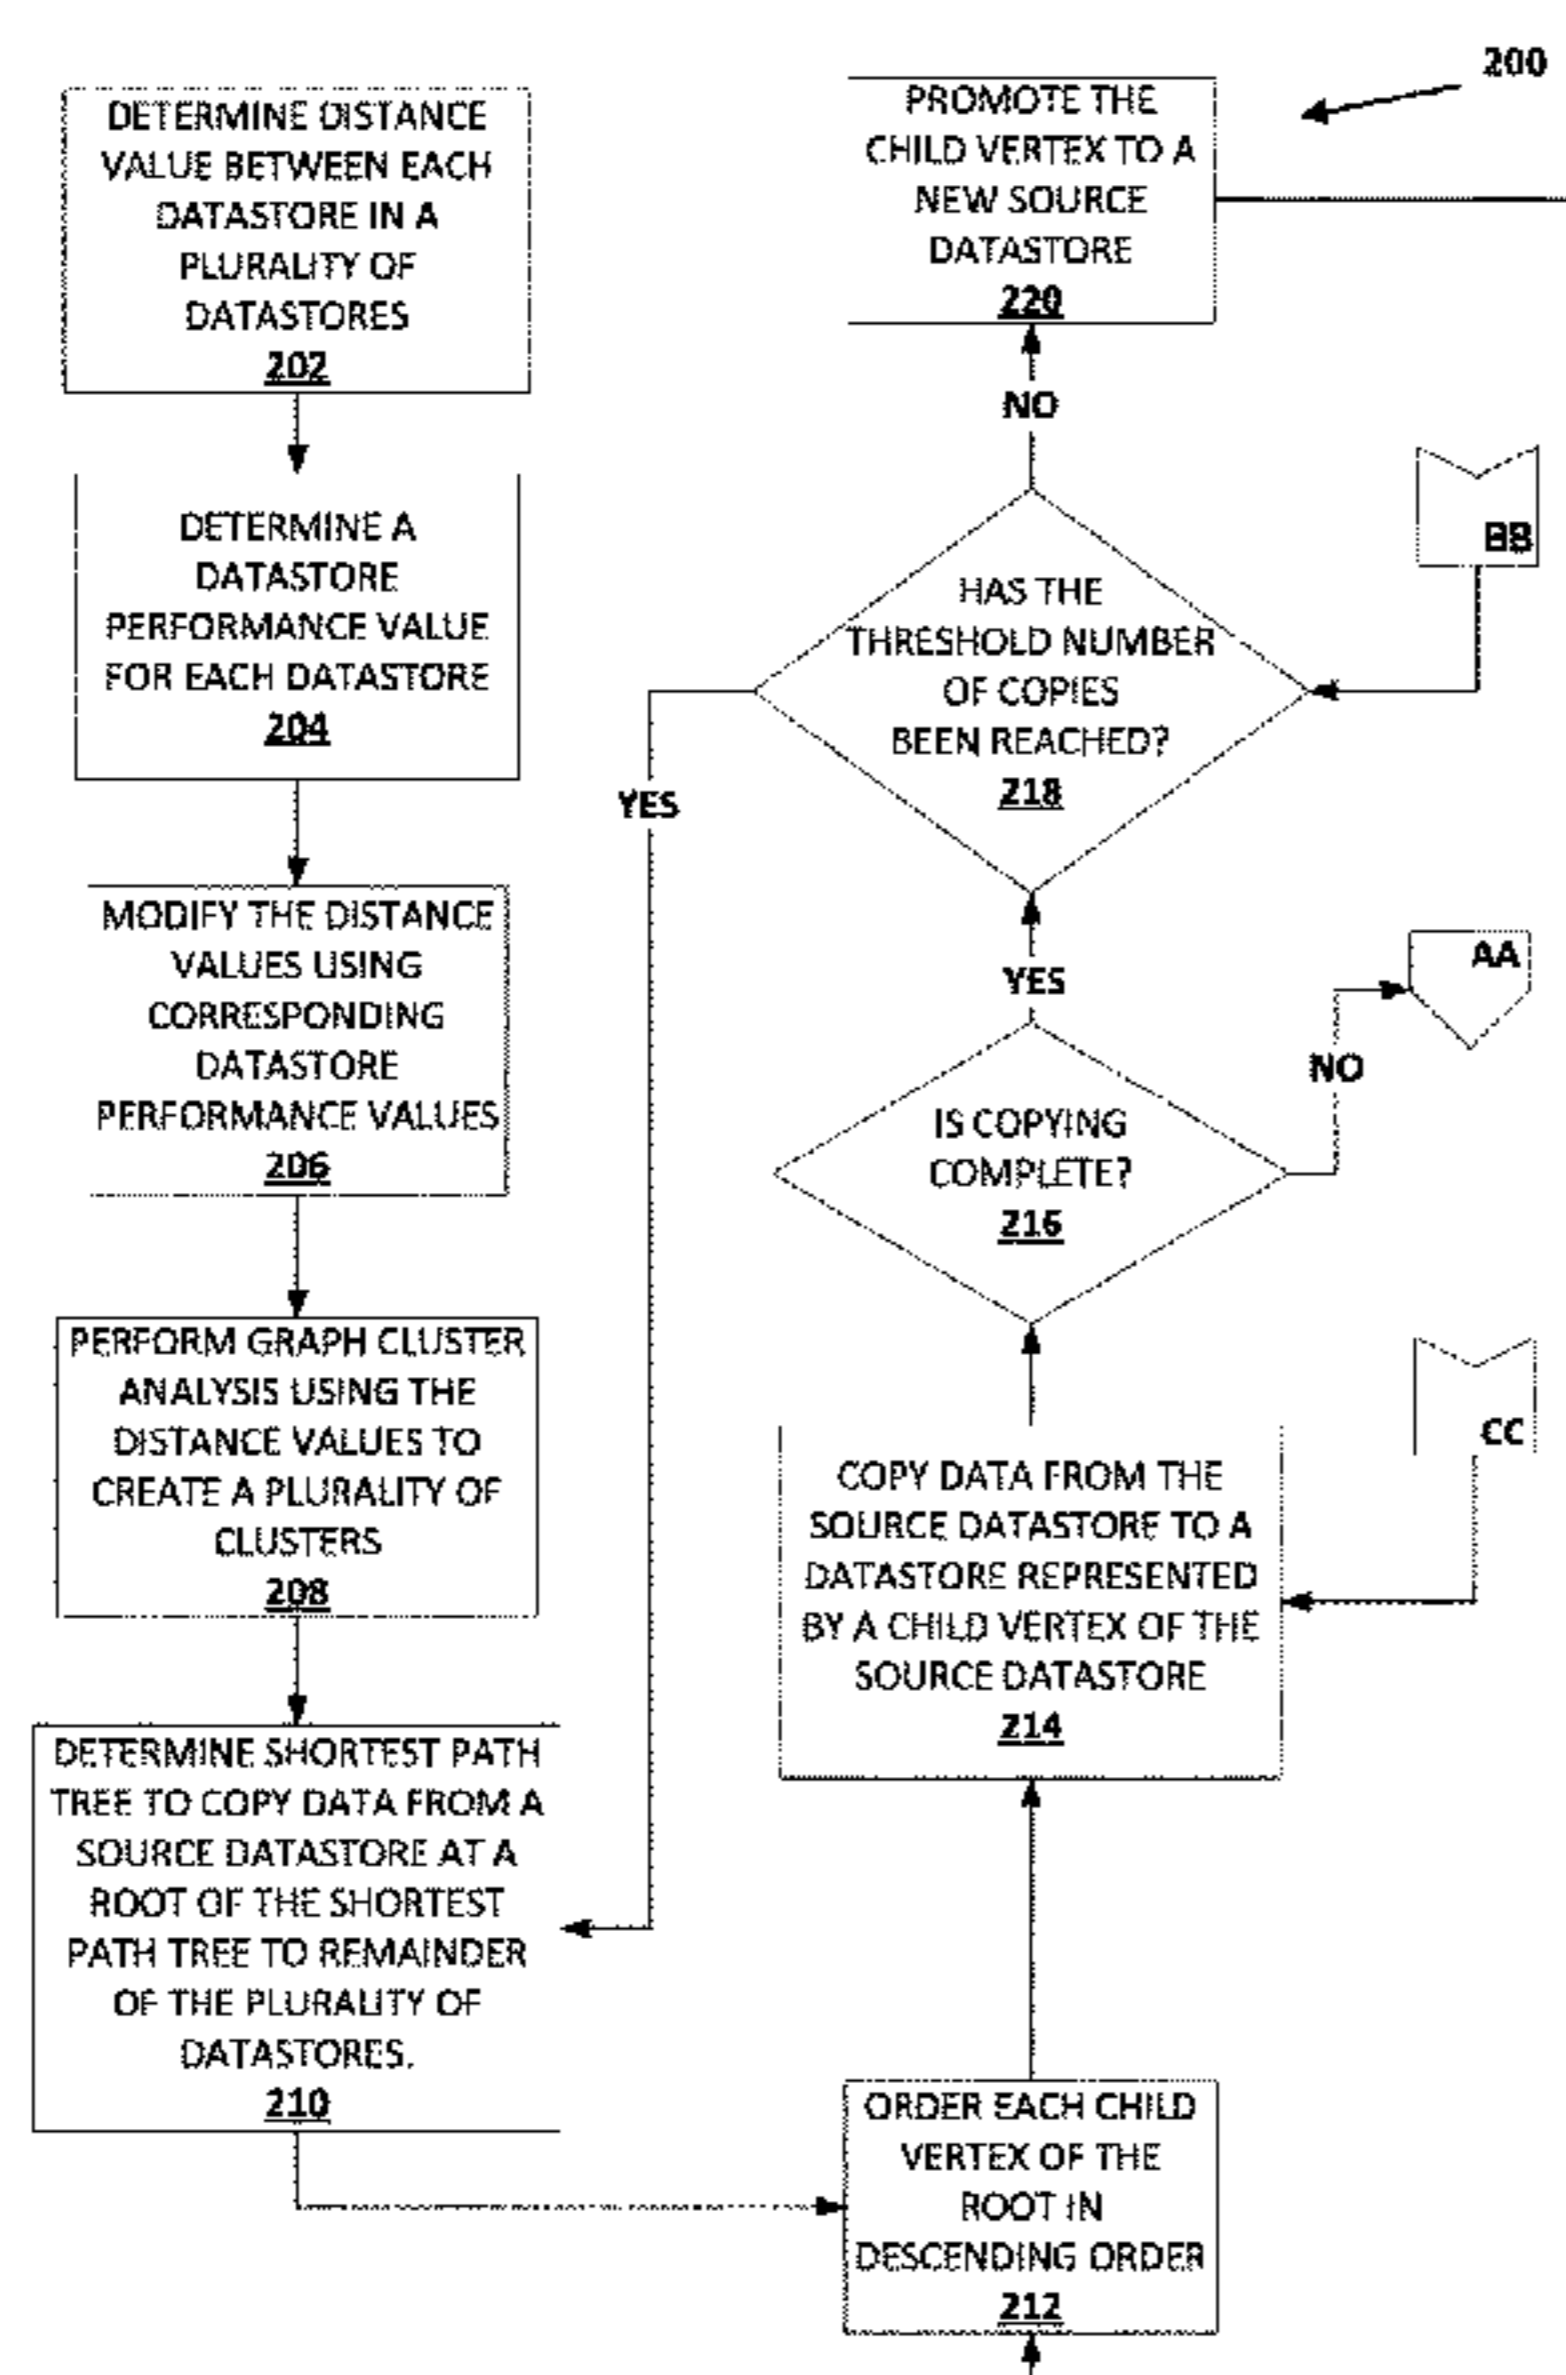 DETERMINE DISTANCE
VALUE BETWEEN EACH
DATASTORE IN A
PLURALITY OF
DATASTORES
202
DETERMINE A
DATASTORE
PERFORMANCE VALUE
FOR EACH DATASTORE
204
MODIFY THE DISTANCE
VALUES USING
CORRESPONDING
DATASTORE
PERFORMANCE VALUES
206
PERFORM GRAPH CLUSTER
ANALYSIS USING THE
DISTANCE VALUES TO
CREATE A PLURALITY OF
CLUSTERS
208
DETERMINE SHORTEST PATH
TREE TO COPY DATA FROM A
SOURCE DATASTORE AT A
ROOT OF THE SHORTEST
PATH TREE TO REMAINDER
OF THE PLURALITY OF
DATASTORES.
210
YES
200
PROMOTE THE
CHILD VERTEX TO A
NEW SOURCE
DATASTORE
220
NO
BB
HAS THE
THRESHOLD NUMBER
OF COPIES
BEEN REACHED?
218
YES
AA
NO
IS COPYING
COMPLETE?
216
CC
COPY DATA FROM THE
SOURCE DATASTORE TO A
DATASTORE REPRESENTED
BY A CHILD VERTEX OF THE
SOURCE DATASTORE
214
ORDER EACH CHILD
VERTEX OF THE
ROOT IN
DESCENDING ORDER
212